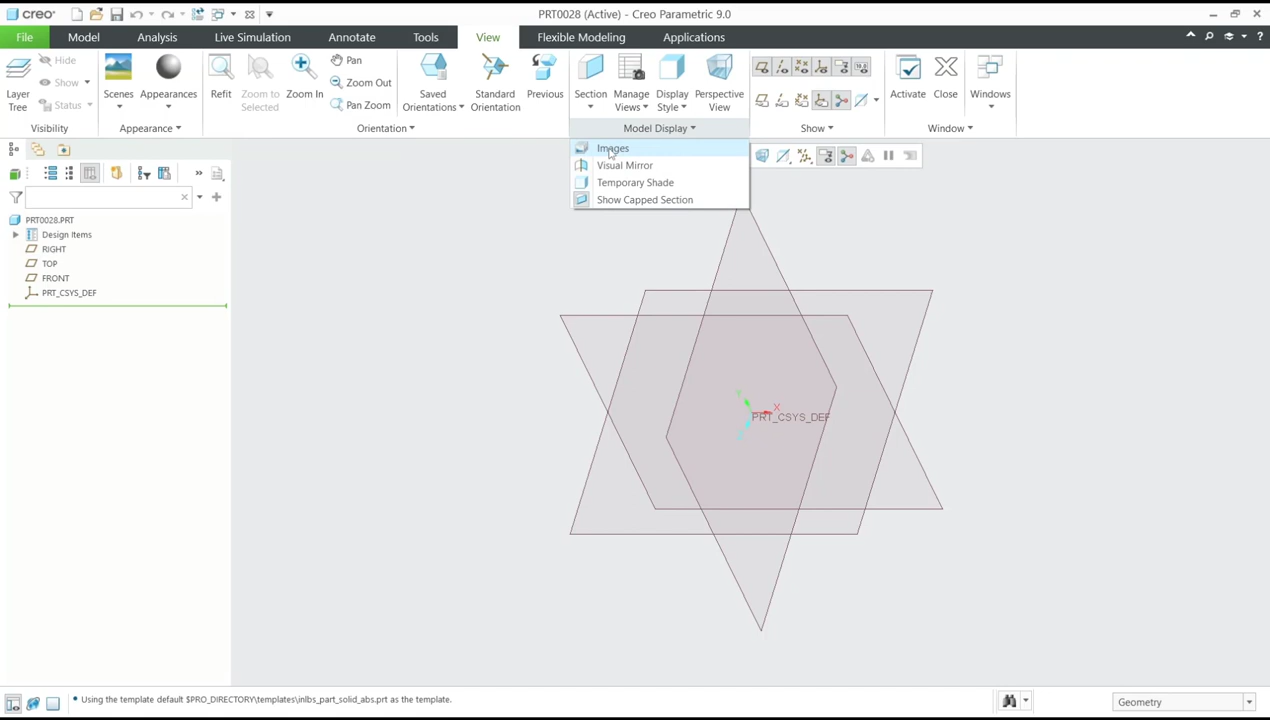 creo
PRT0028 (Active) - Creo Parametric 9.0
File
Model
Analysis
Live Simulation
Annotate
Tools
View
Flexible Modeling
Applications
Layer
Tree
Hide
Show
Status
Visibility
Scenes
Appearances
Appearance
Refit
Zoom to
Selected
Zoom In
Pan
Zoom Out
Pan Zoom
Saved
Orientations
Standard
Orientation
Previous
Orientation
Section
Manage
Views
Display
Style
Perspective
View
Model Display
Show
Activate
Close
Windows
Window
Images
Visual Mirror
Temporary Shade
Show Capped Section
PRT0028.PRT
Design Items
RIGHT
TOP
FRONT
PRT_CSYS_DEF
Y
X
PRT_CSYS_DEF
Using the template default $PRO_DIRECTORY\templates\inlbs_part_solid_abs.prt as the template.
Geometry